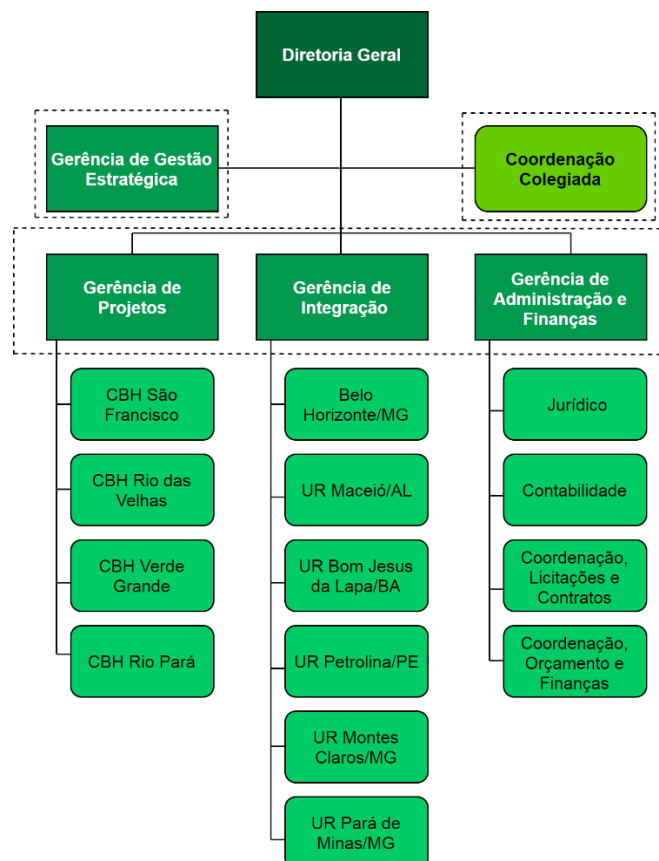 Diretoria Geral
Gerência de Gestão
Estratégica
Coordenação
Colegiada
Gerência de
Projetos
Gerência de
Integração
Gerência de
Administração e
Finanças
CBH São
Francisco
CBH Rio das
Velhas
CBH Verde
Grande
CBH Rio Pará
Belo
Horizonte/MG
UR Maceió/AL
UR Bom Jesus
da Lapa/BA
UR Petrolina/PE
UR Montes
Claros/MG
UR Pará de
Minas/MG
Jurídico
Contabilidade
Coordenação,
Licitações e
Contratos
Coordenação,
Orçamento e
Finanças